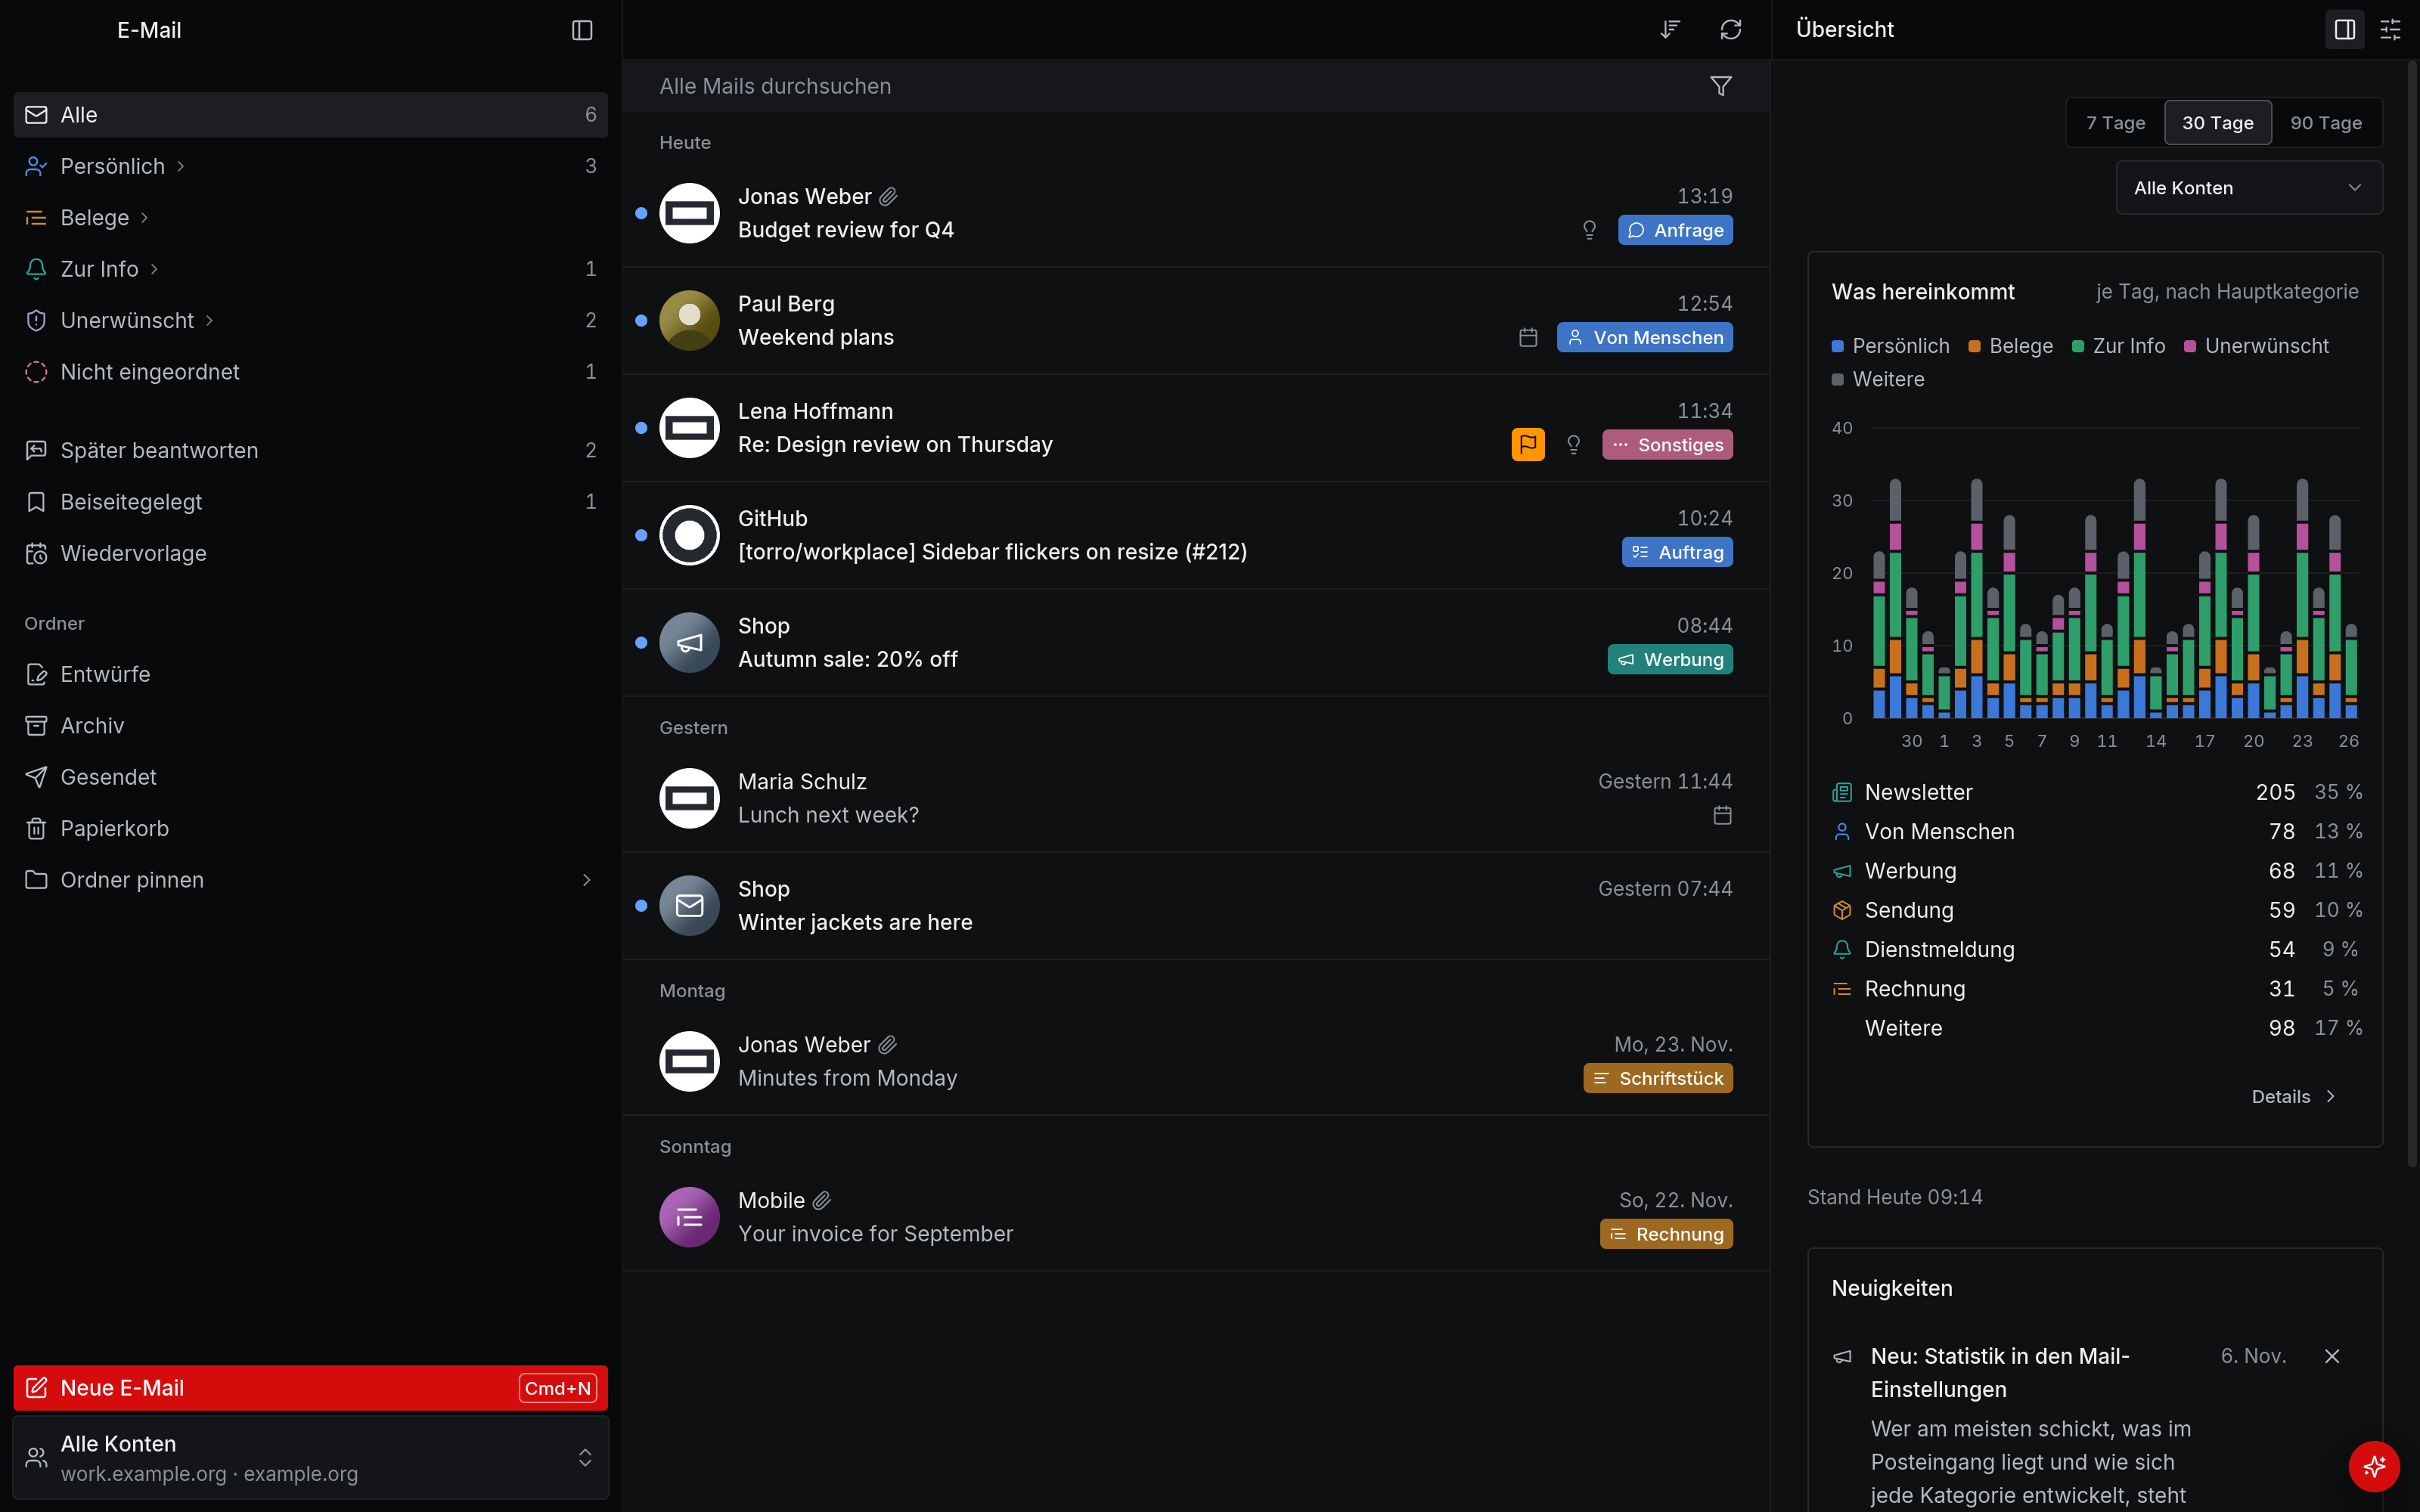 E-Mail
Alle 6
Persönlich 3
Belege
Zur Info 1
Unerwünscht 2
Nicht eingeordnet 1
Später beantworten 2
Beiseitegelegt 1
Wiedervorlage
Ordner
Entwürfe
Archiv
Gesendet
Papierkorb
Ordner pinnen
Neue E-Mail Cmd+N
Alle Konten
work.example.org · example.org
Alle Mails durchsuchen
Heute
Jonas Weber 13:19
Budget review for Q4 Anfrage
Paul Berg 12:54
Weekend plans Von Menschen
Lena Hoffmann 11:34
Re: Design review on Thursday Sonstiges
GitHub 10:24
[torro/workplace] Sidebar flickers on resize (#212) Auftrag
Shop 08:44
Autumn sale: 20% off Werbung
Gestern
Maria Schulz Gestern 11:44
Lunch next week?
Shop Gestern 07:44
Winter jackets are here
Montag
Jonas Weber Mo, 23. Nov.
Minutes from Monday Schriftstück
Sonntag
Mobile So, 22. Nov.
Your invoice for September Rechnung
Übersicht
7 Tage 30 Tage 90 Tage
Alle Konten
Was hereinkommt je Tag, nach Hauptkategorie
Persönlich Belege Zur Info Unerwünscht
Weitere
40
30
20
10
0
30 1 3 5 7 9 11 14 17 20 23 26
Newsletter 205 35 %
Von Menschen 78 13 %
Werbung 68 11 %
Sendung 59 10 %
Dienstmeldung 54 9 %
Rechnung 31 5 %
Weitere 98 17 %
Details
Stand Heute 09:14
Neuigkeiten
Neu: Statistik in den Mail- 6. Nov.
Einstellungen
Wer am meisten schickt, was im
Posteingang liegt und wie sich
jede Kategorie entwickelt, steht